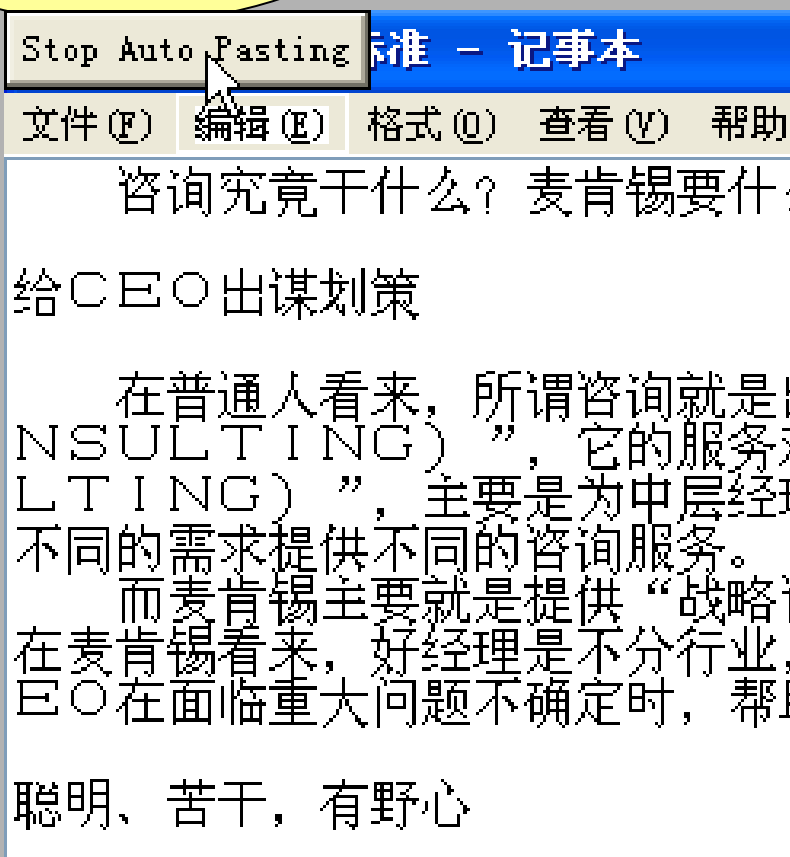 Stop Auto Pasting
标准 - 记事本
文件(F) 编辑(E) 格式(O) 查看(V) 帮助
咨询究竟干什么？麦肯锡要什
给ＣＥＯ出谋划策
在普通人看来，所谓咨询就是
ＮＳＵＬＴＩＮＧ）”，它的服务
ＬＴＩＮＧ）”，主要是为中层经理
不同的需求提供不同的咨询服务。
而麦肯锡主要就是提供“战略
在麦肯锡看来，好经理是不分行业，
ＥＯ在面临重大问题不确定时，帮助
聪明、苦干，有野心